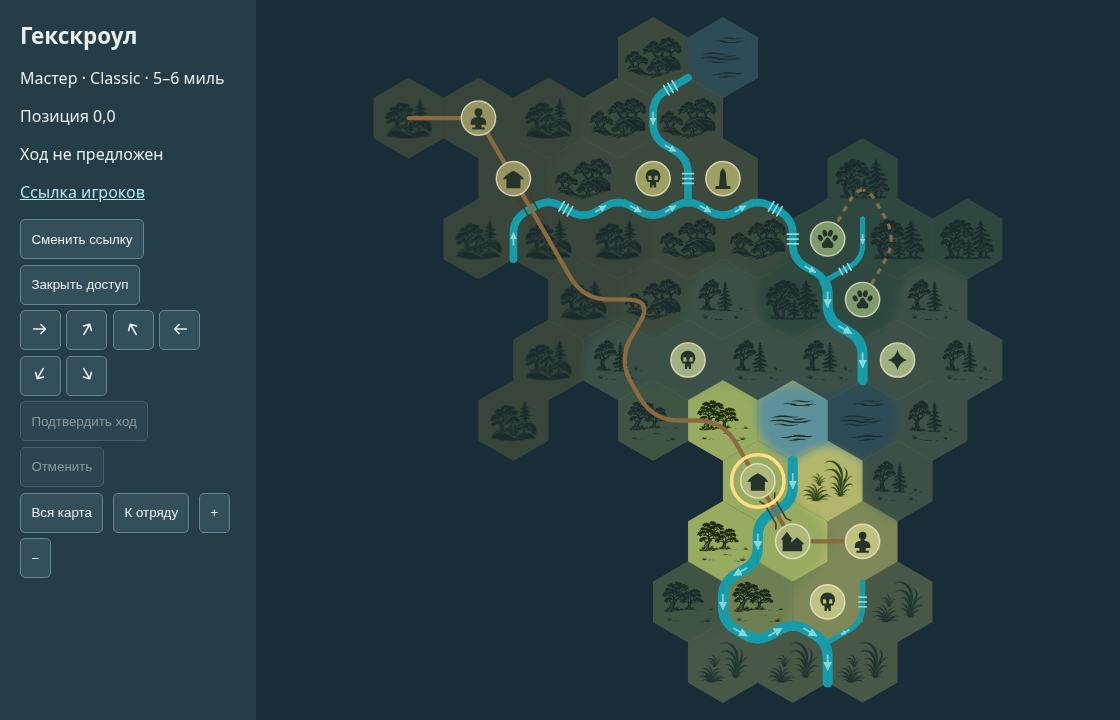 Гекскроул
Мастер · Classic · 5–6 миль
Позиция 0,0
Ход не предложен
Ссылка игроков
Сменить ссылку
Закрыть доступ
→ ↗ ↖ ←
↙ ↘
Подтвердить ход
Отменить
Вся карта К отряду +
−